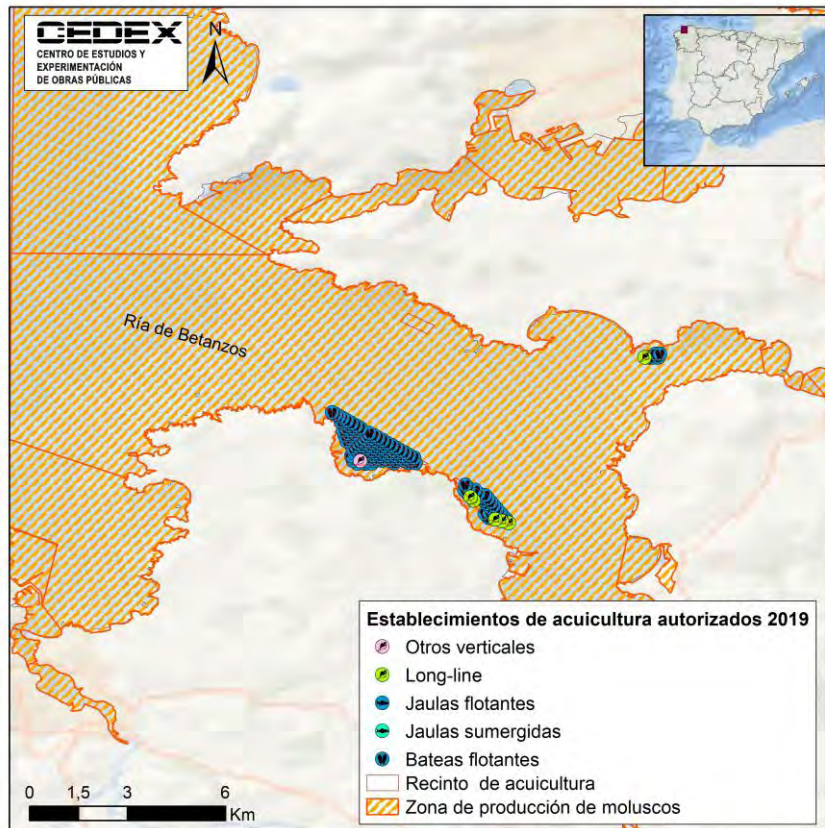 CEDEX
CENTRO DE ESTUDIOS Y
EXPERIMENTACIÓN
DE OBRAS PÚBLICAS
N
Ría de Betanzos
Establecimientos de acuicultura autorizados 2019
Otros verticales
Long-line
Jaulas flotantes
Jaulas sumergidas
Bateas flotantes
Recinto de acuicultura
Zona de producción de moluscos
0 1,5 3 6
Km